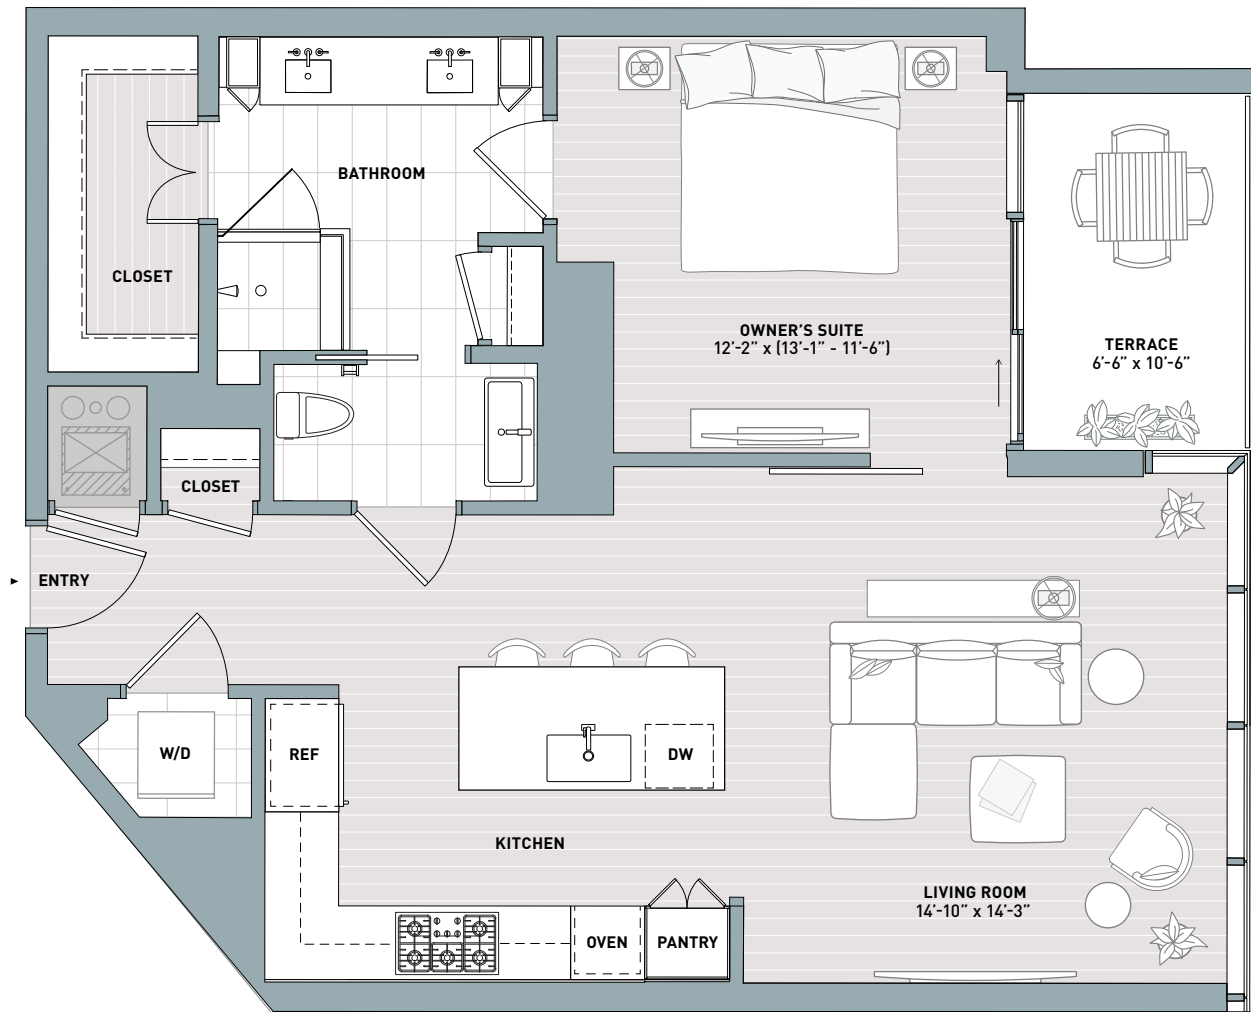 BATHROOM
CLOSET
OWNER'S SUITE
12'-2" x (13'-1" - 11'-6")
TERRACE
6'-6" x 10'-6"
CLOSET
ENTRY
W/D
REF
DW
KITCHEN
LIVING ROOM
14'-10" x 14'-3"
OVEN
PANTRY